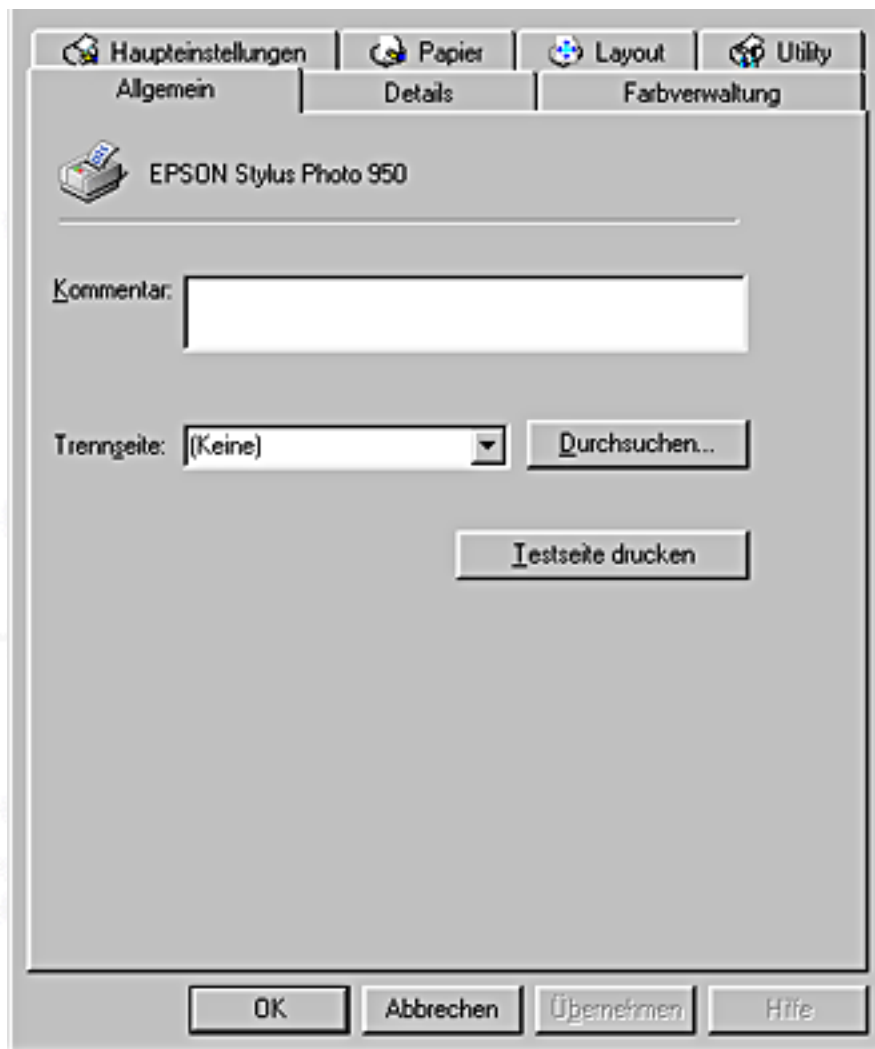 Haupteinstellungen Papier Layout Utility
Allgemein Details Farbverwaltung
EPSON Stylus Photo 950
Kommentar:
Trennseite: (Keine) Durchsuchen...
Testseite drucken
OK Abbrechen Übernehmen Hilfe